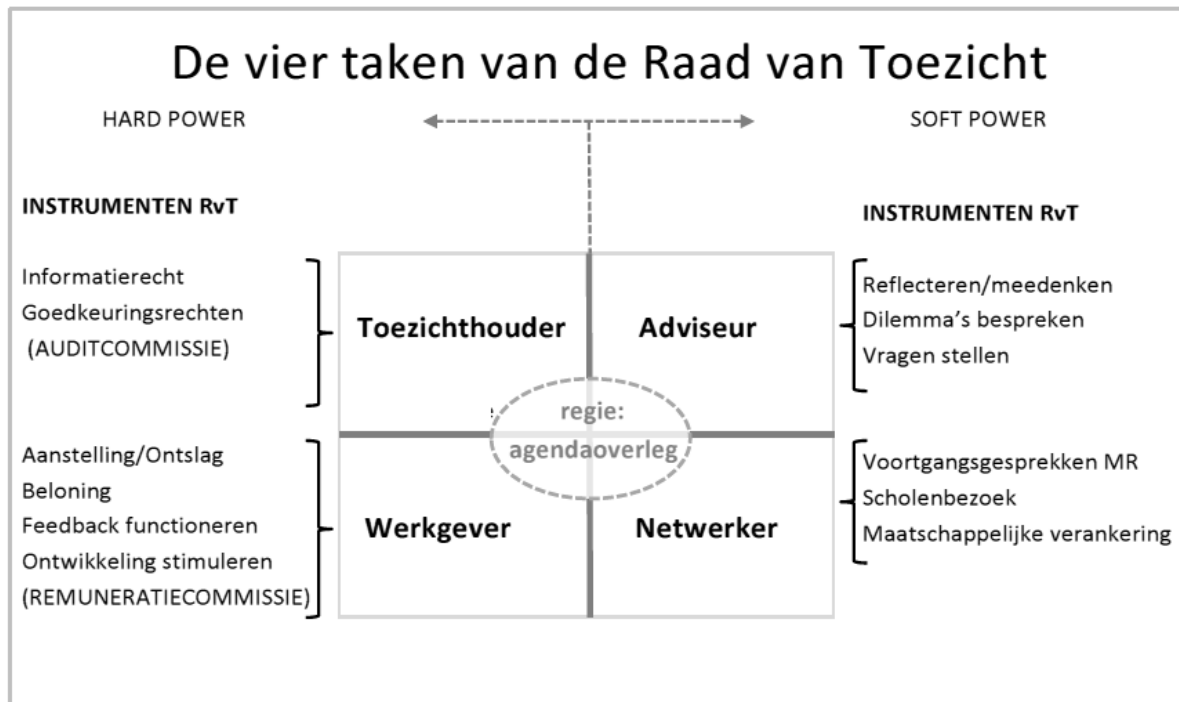 De vier taken van de Raad van Toezicht
HARD POWER
SOFT POWER
INSTRUMENTEN RvT
Informatierecht
Goedkeuringsrechten
(AUDITCOMMISSIE)
Aanstelling/Ontslag
Beloning
Feedback functioneren
Ontwikkeling stimuleren
(REMUNERATIECOMMISSIE)
Toezichthouder
Adviseur
regie:
agendaoverleg
Werkgever
Netwerker
INSTRUMENTEN RvT
Reflecteren/meedenken
Dilemma's bespreken
Vragen stellen
Voortgangsgesprekken MR
Scholenbezoek
Maatschappelijke verankering